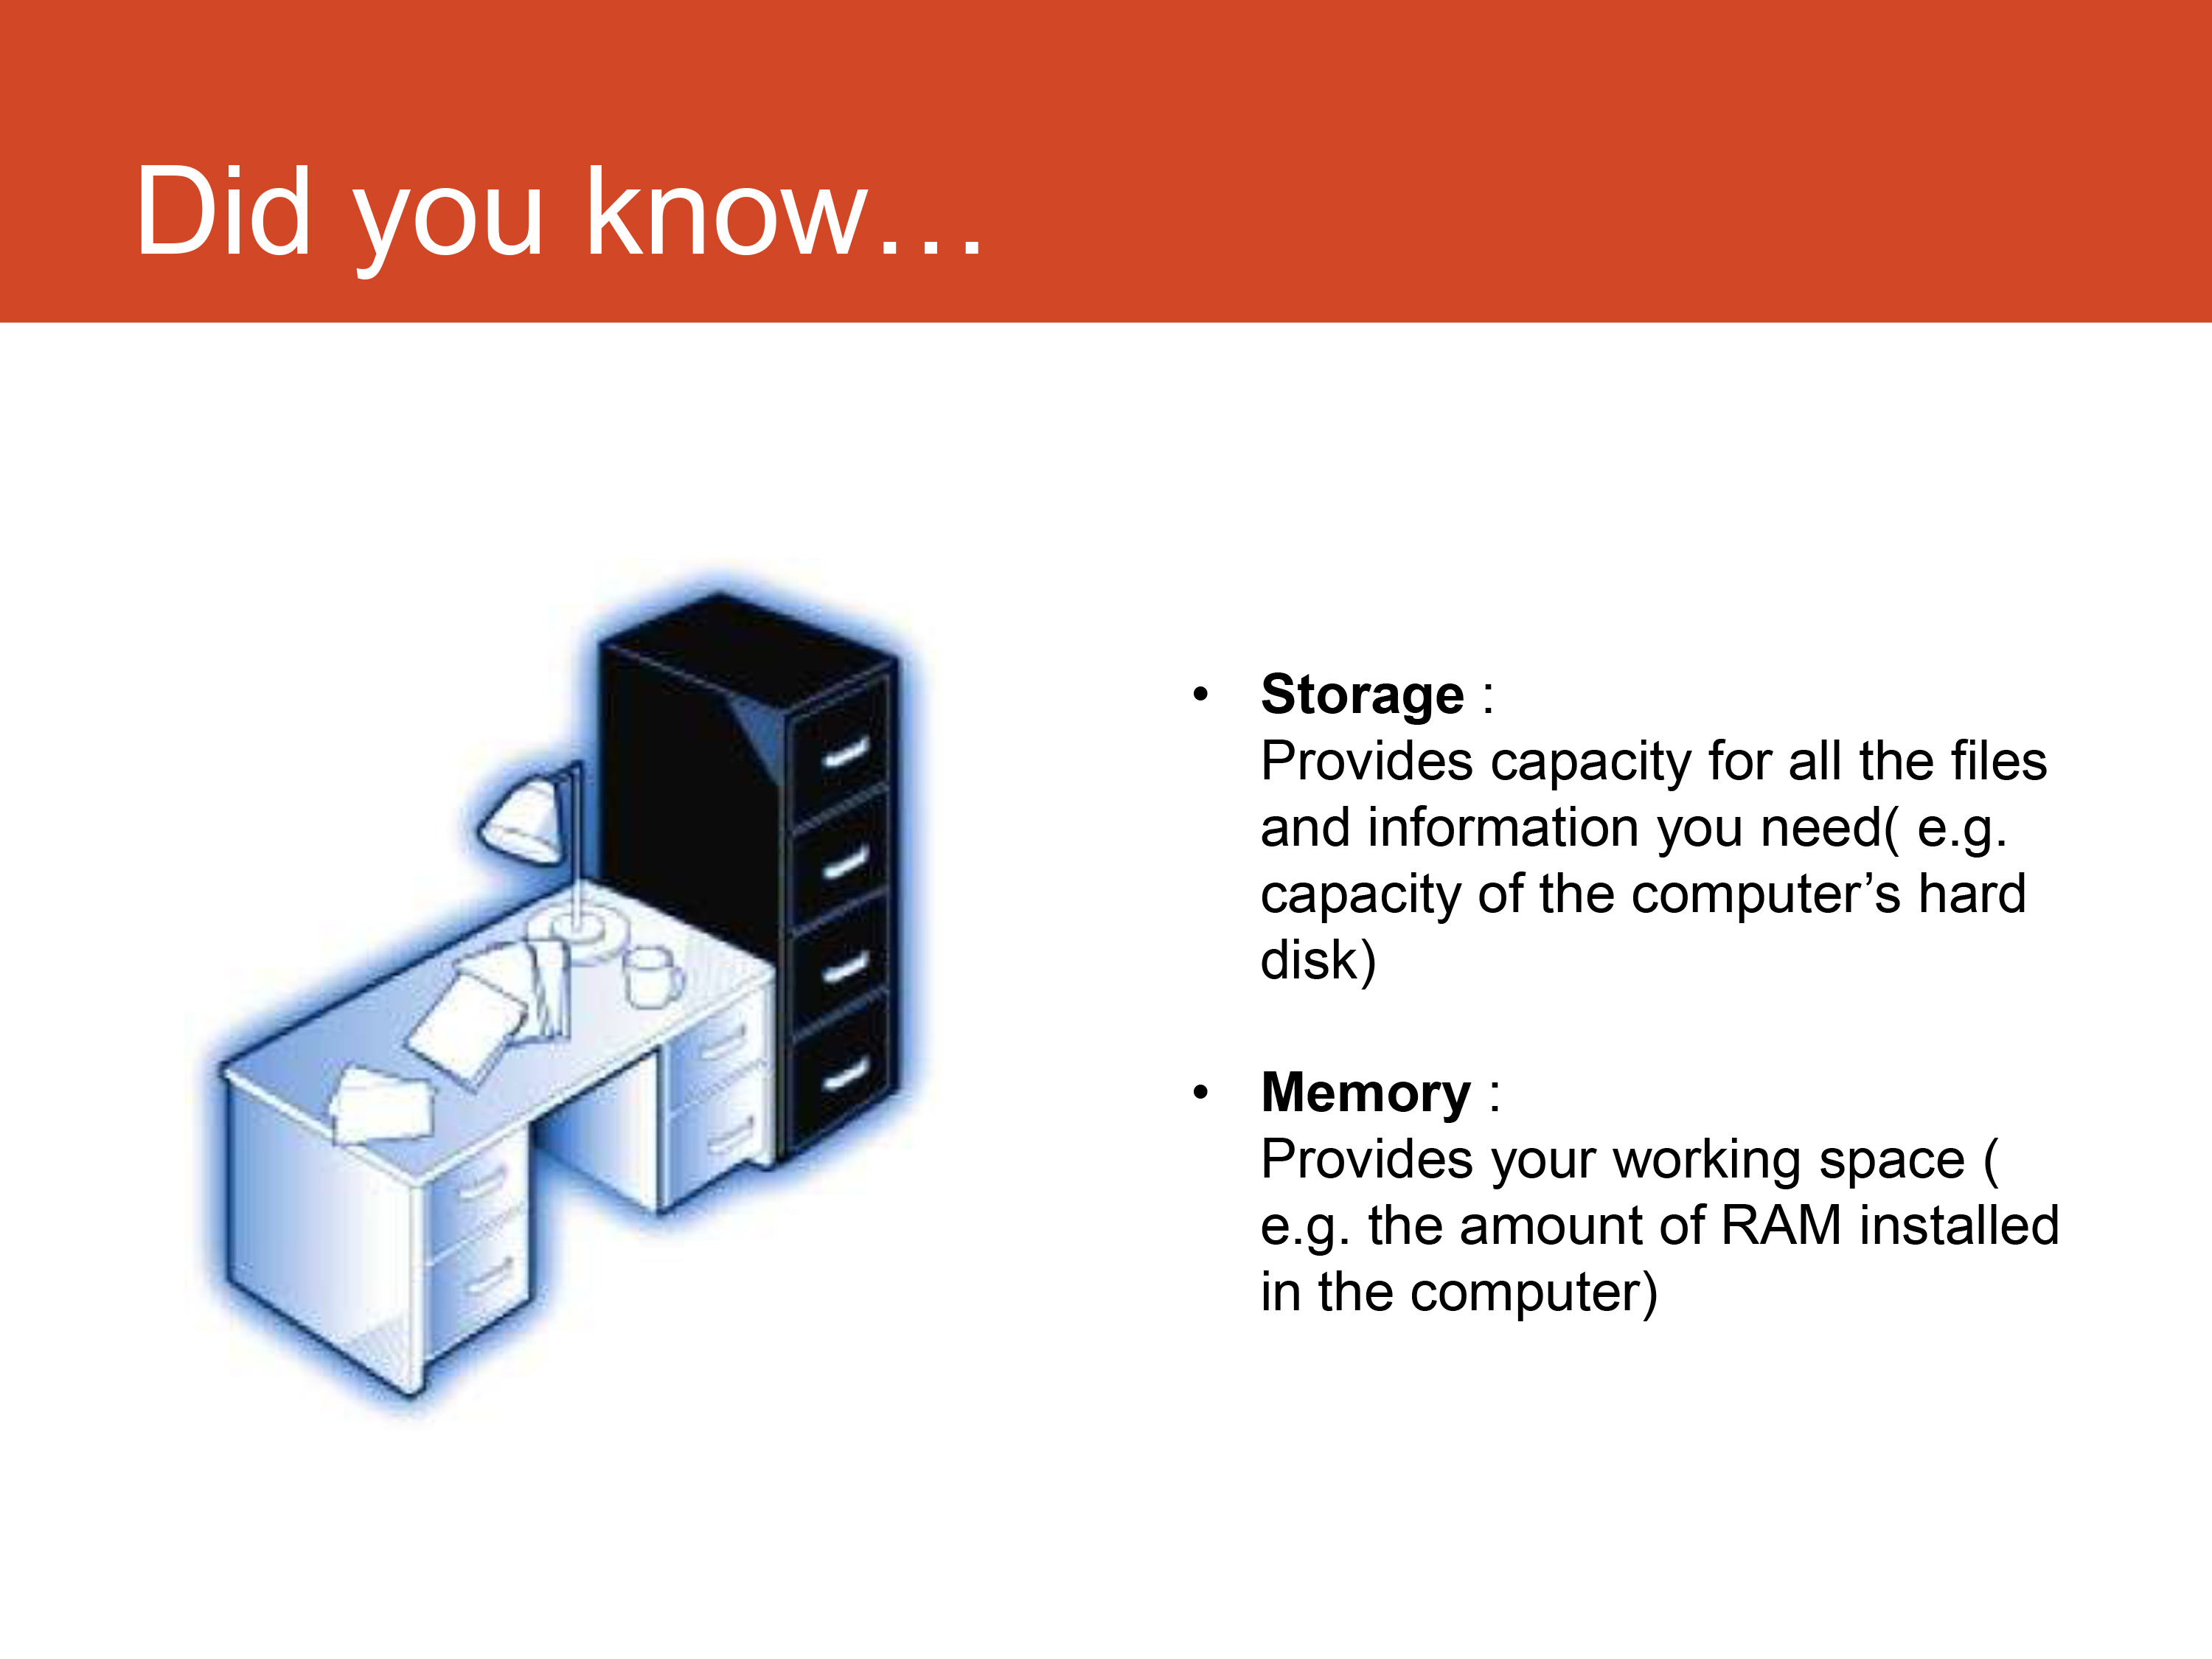 Did you know…
• Storage :
Provides capacity for all the files
and information you need( e.g.
capacity of the computer’s hard
disk)
• Memory :
Provides your working space (
e.g. the amount of RAM installed
in the computer)